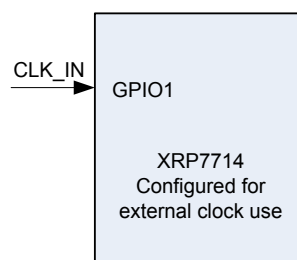 CLK_IN
GPIO1
XRP7714
Configured for
external clock use